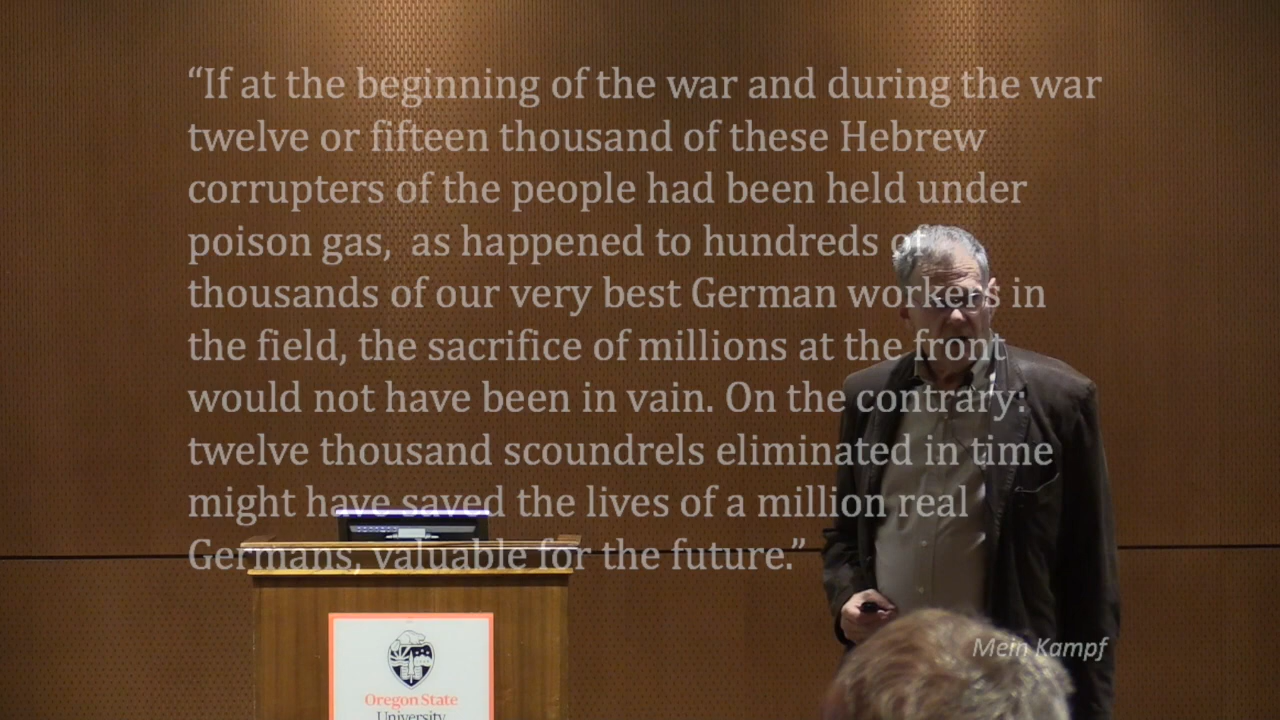 “If at the beginning of the war and during the war
twelve or fifteen thousand of these Hebrew
corrupters of the people had been held under
poison gas,  as happened to hundreds of
thousands of our very best German workers in
the field, the sacrifice of millions at the front
would not have been in vain. On the contrary:
twelve thousand scoundrels eliminated in time
might have saved the lives of a million real
Germans, valuable for the future.”
Mein Kampf
Oregon State
University